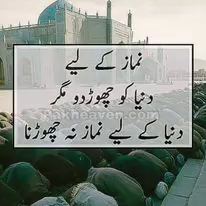 نماز کے لیے
دنیا کو چھوڑ دو مگر
دنیا کے لیے نماز نہ چھوڑنا